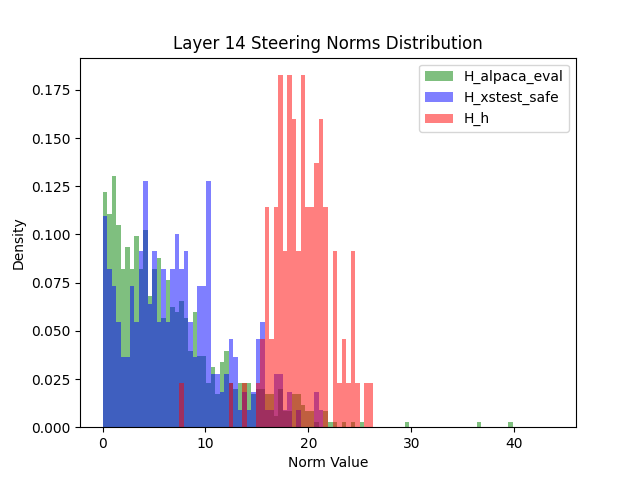 Layer 14 Steering Norms Distribution
H_alpaca_eval
H_xstest_safe
H_h
0.175
0.150
0.125
0.100
0.075
0.050
0.025
0.000
Density
0
10
20
30
40
Norm Value